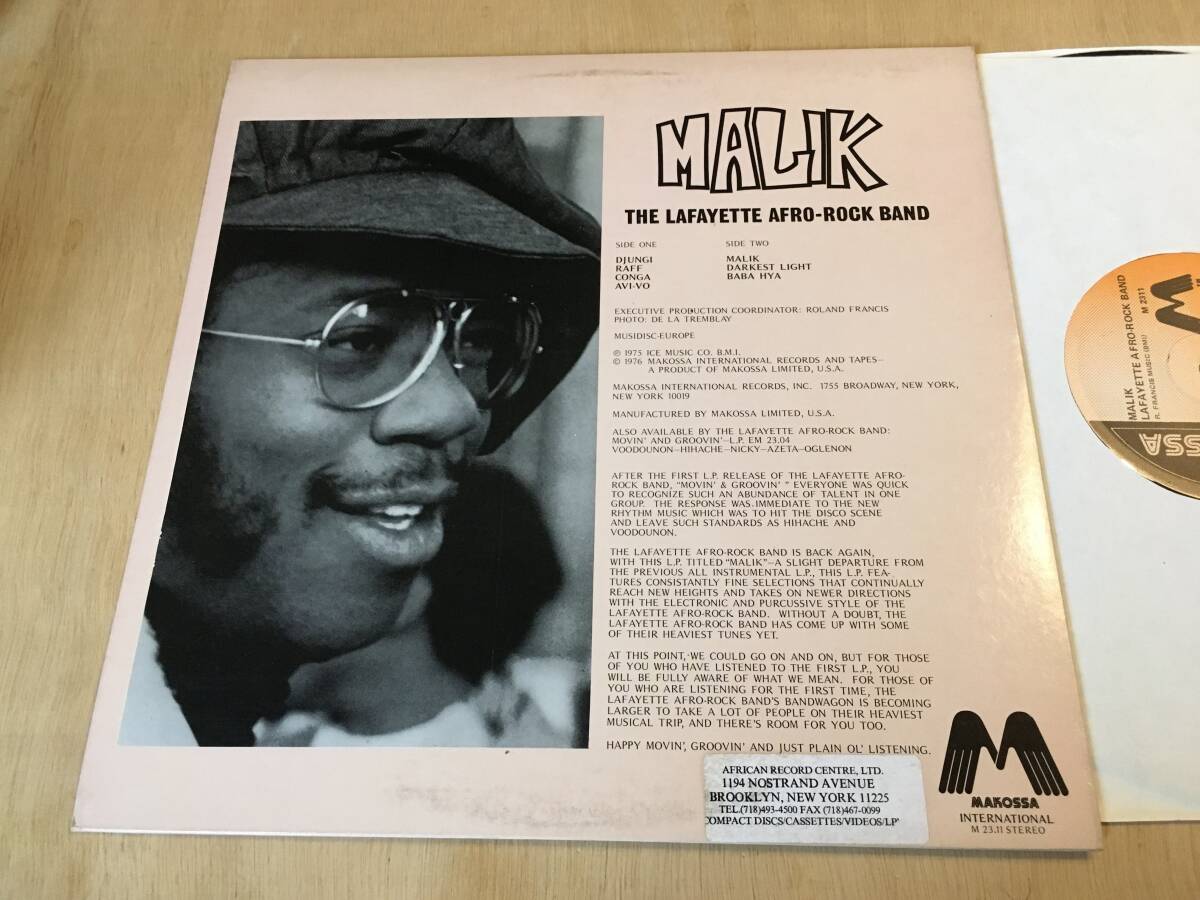 MALIK
THE LAFAYETTE AFRO-ROCK BAND
SIDE ONE
DJUNGI
RAFF
CONGA
AVI-VO
SIDE TWO
MALIK
DARKEST LIGHT
BABA HYA
EXECUTIVE PRODUCTION COORDINATOR: ROLAND FRANCIS
PHOTO: DE LA TREMBLAY
MUSIDISC-EUROPE
℗ 1975 ICE MUSIC CO. B.M.I.
© 1976 MAKOSSA INTERNATIONAL RECORDS AND TAPES—
A PRODUCT OF MAKOSSA LIMITED, U.S.A.
MAKOSSA INTERNATIONAL RECORDS, INC. 1755 BROADWAY, NEW YORK,
NEW YORK 10019
MANUFACTURED BY MAKOSSA LIMITED, U.S.A.
ALSO AVAILABLE BY THE LAFAYETTE AFRO-ROCK BAND:
MOVIN' AND GROOVIN'—L.P. EM 23.04
VOODOUNON—HIHACHE—NICKY—AZETA—OGLENON
AFTER THE FIRST L.P. RELEASE OF THE LAFAYETTE AFRO-
ROCK BAND, "MOVIN' & GROOVIN' " EVERYONE WAS QUICK
TO RECOGNIZE SUCH AN ABUNDANCE OF TALENT IN ONE
GROUP. THE RESPONSE WAS IMMEDIATE TO THE NEW
RHYTHM MUSIC WHICH WAS TO HIT THE DISCO SCENE
AND LEAVE SUCH STANDARDS AS HIHACHE AND
VOODOUNON.
THE LAFAYETTE AFRO-ROCK BAND IS BACK AGAIN,
WITH THIS L.P. TITLED "MALIK"—A SLIGHT DEPARTURE FROM
THE PREVIOUS ALL INSTRUMENTAL L.P., THIS L.P. FEA-
TURES CONSISTANTLY FINE SELECTIONS THAT CONTINUALLY
REACH NEW HEIGHTS AND TAKES ON NEWER DIRECTIONS
WITH THE ELECTRONIC AND PURCUSSIVE STYLE OF THE
LAFAYETTE AFRO-ROCK BAND. WITHOUT A DOUBT, THE
LAFAYETTE AFRO-ROCK BAND HAS COME UP WITH SOME
OF THEIR HEAVIEST TUNES YET.
AT THIS POINT, WE COULD GO ON AND ON, BUT FOR THOSE
OF YOU WHO HAVE LISTENED TO THE FIRST L.P., YOU
WILL BE FULLY AWARE OF WHAT WE MEAN. FOR THOSE OF
YOU WHO ARE LISTENING FOR THE FIRST TIME, THE
LAFAYETTE AFRO-ROCK BAND'S BANDWAGON IS BECOMING
LARGER TO TAKE A LOT OF PEOPLE ON THEIR HEAVIEST
MUSICAL TRIP, AND THERE'S ROOM FOR YOU TOO.
HAPPY MOVIN', GROOVIN' AND JUST PLAIN OL' LISTENING.
AFRICAN RECORD CENTRE, LTD.
1194 NOSTRAND AVENUE
BROOKLYN, NEW YORK 11225
TEL.(718)493-4500 FAX (718)467-0099
COMPACT DISCS/CASSETTES/VIDEOS/LP'
MAKOSSA
INTERNATIONAL
M 23.11 STEREO
MALIK
LAFAYETTE AFRO-ROCK BAND
R. FRANCIS MUSIC (BMI)
M 2311
SSA